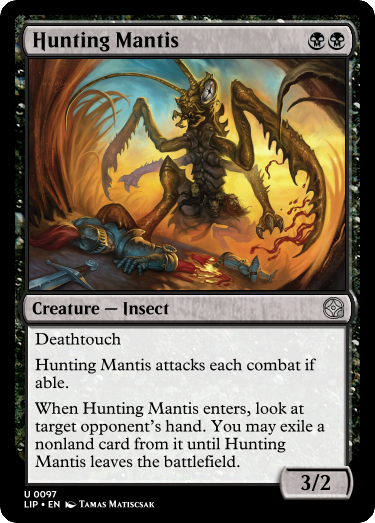 Hunting Mantis
Creature — Insect
Deathtouch
Hunting Mantis attacks each combat if
able.
When Hunting Mantis enters, look at
target opponent's hand. You may exile a
nonland card from it until Hunting
Mantis leaves the battlefield.
3/2
U 0097
LIP • EN Tamas Matiscsak